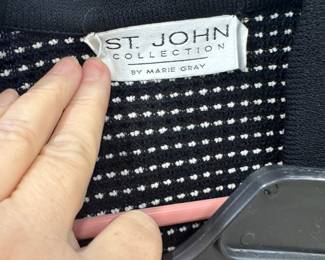 ST. JOHN
COLLECTION
BY MARIE GRAY